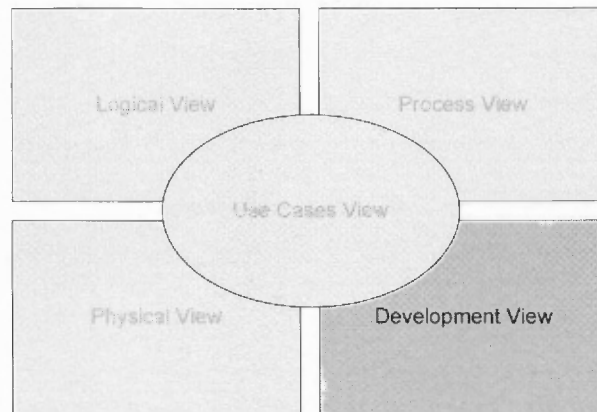 Logical View
Process View
Use Cases View
Physical View
Development View